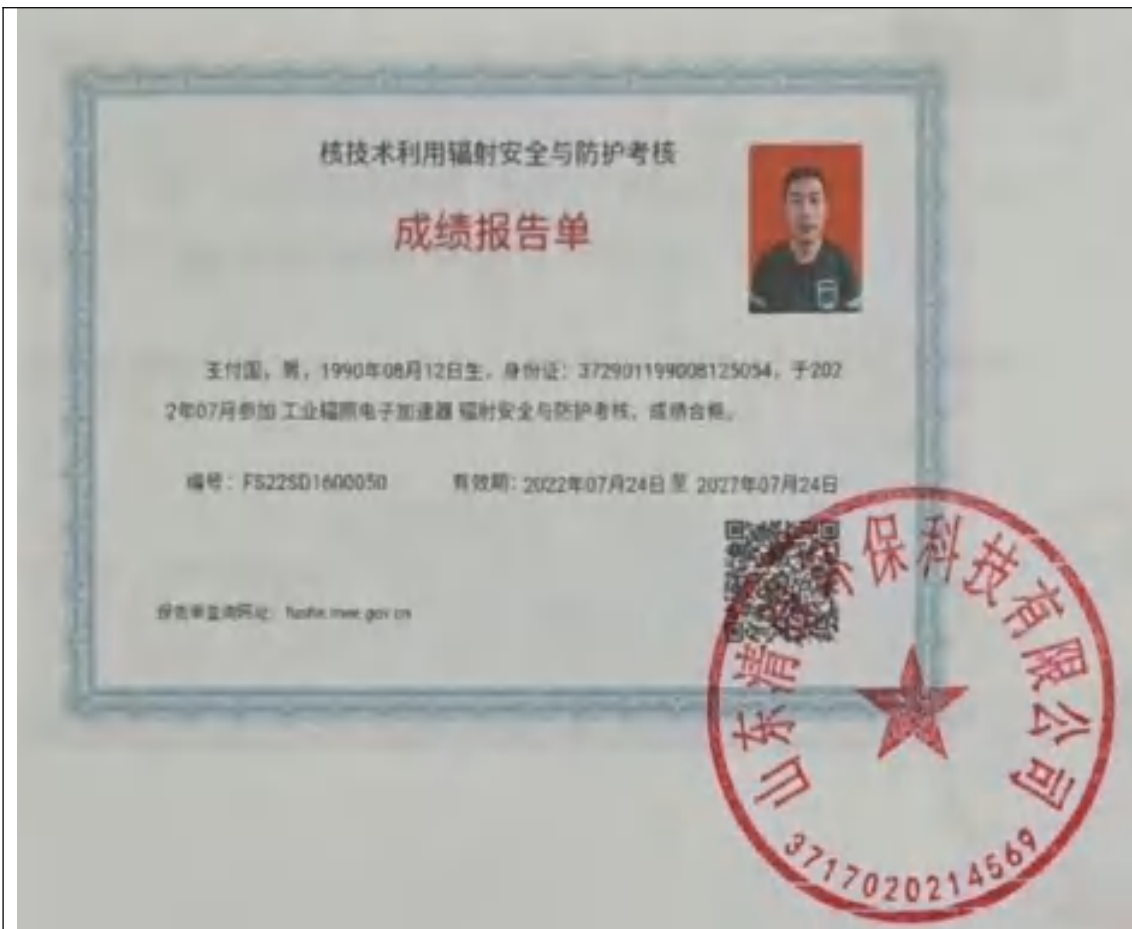 核技术利用辐射安全与防护考核
成绩报告单
王付国，男，1990年08月12日生，身份证：372901199008125054，于202
2年07月参加 工业辐照电子加速器 辐射安全与防护考核，成绩合格。
编号：FS22SD1600050 有效期：2022年07月24日 至 2027年07月24日
报告单查询网址：fushe.mee.gov.cn
山东清 环保科技有限公司
3717020214569